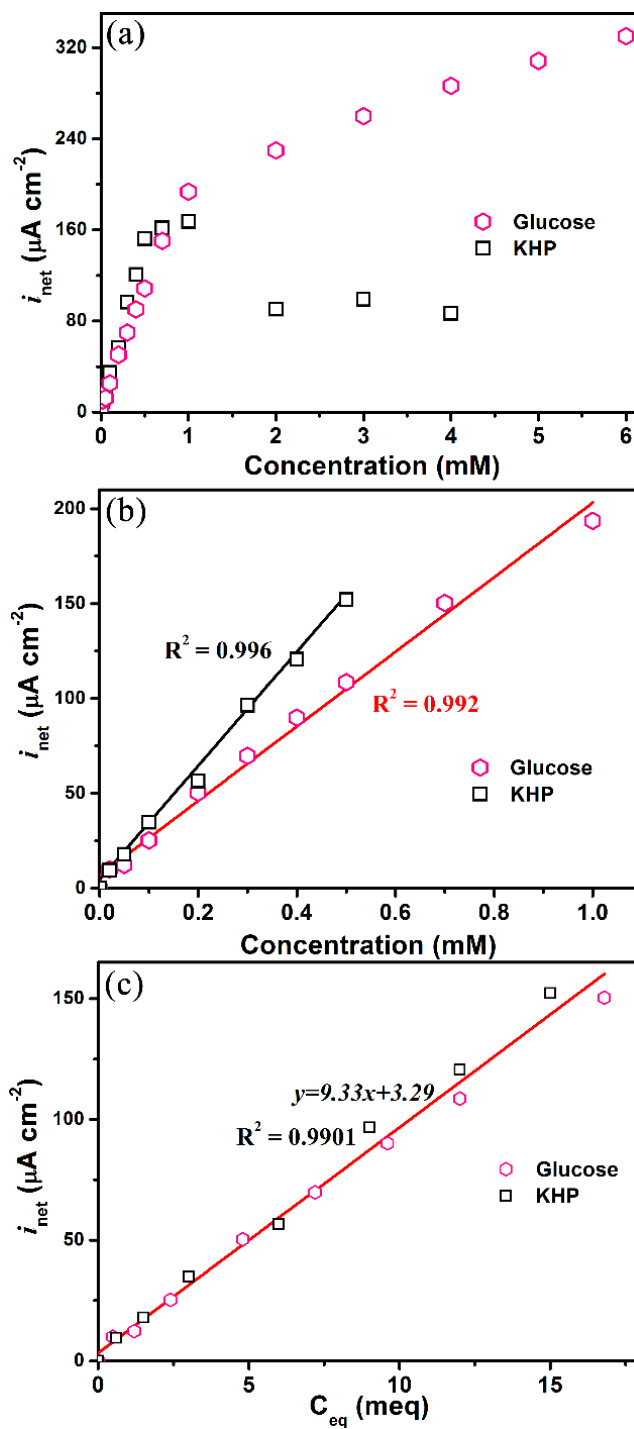 (a)
320
240
160
80
0
i_net (μA cm⁻²)
Glucose
KHP
0 1 2 3 4 5 6
Concentration (mM)
(b)
200
150
100
50
0
i_net (μA cm⁻²)
R² = 0.996
R² = 0.992
Glucose
KHP
0.0 0.2 0.4 0.6 0.8 1.0
Concentration (mM)
(c)
150
100
50
0
i_net (μA cm⁻²)
y=9.33x+3.29
R² = 0.9901
Glucose
KHP
0 5 10 15
C_eq (meq)